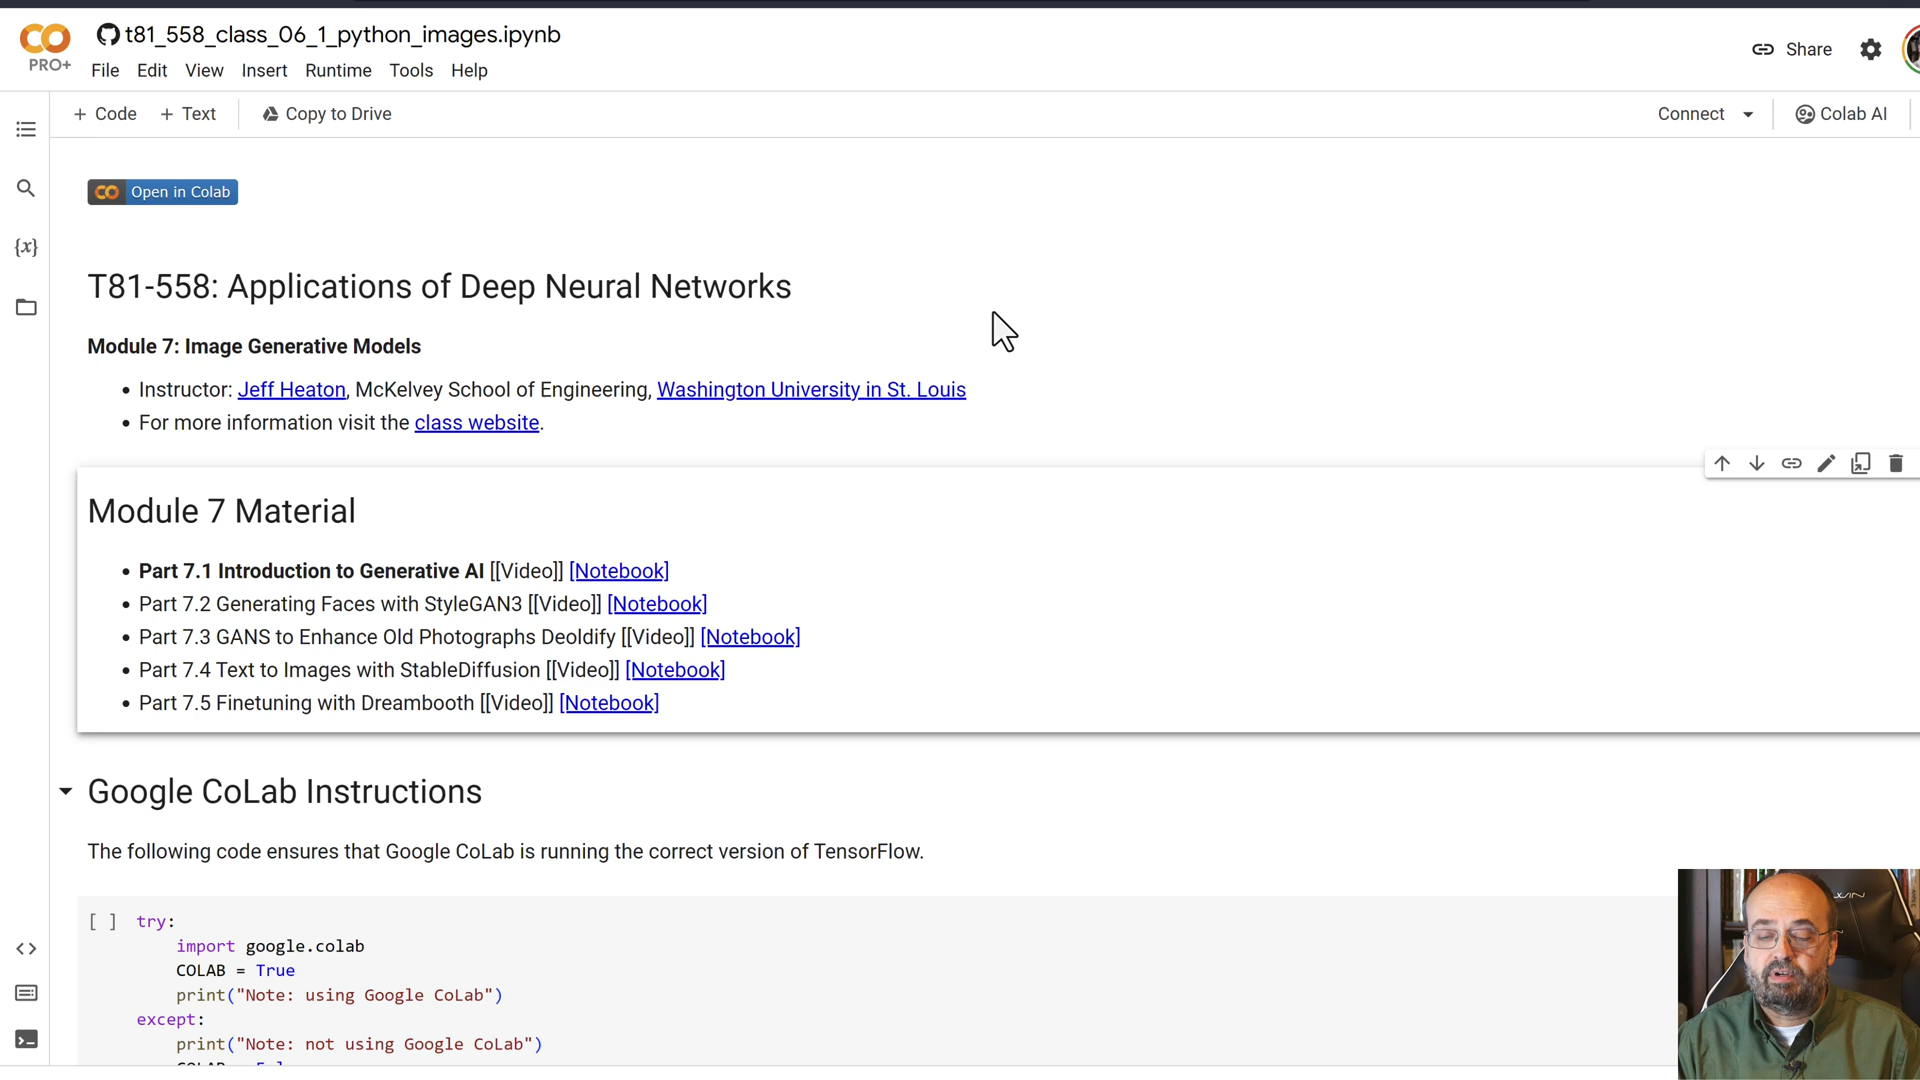 t81_558_class_06_1_python_images.ipynb
PRO+
File Edit View Insert Runtime Tools Help
Share
+ Code + Text Copy to Drive
Connect Colab AI
{x}
Open in Colab
T81-558: Applications of Deep Neural Networks
Module 7: Image Generative Models
• Instructor: Jeff Heaton, McKelvey School of Engineering, Washington University in St. Louis
• For more information visit the class website.
Module 7 Material
• Part 7.1 Introduction to Generative AI [[Video]] [Notebook]
• Part 7.2 Generating Faces with StyleGAN3 [[Video]] [Notebook]
• Part 7.3 GANS to Enhance Old Photographs Deoldify [[Video]] [Notebook]
• Part 7.4 Text to Images with StableDiffusion [[Video]] [Notebook]
• Part 7.5 Finetuning with Dreambooth [[Video]] [Notebook]
Google CoLab Instructions
The following code ensures that Google CoLab is running the correct version of TensorFlow.
[ ] try:
import google.colab
COLAB = True
print("Note: using Google CoLab")
except:
print("Note: not using Google CoLab")